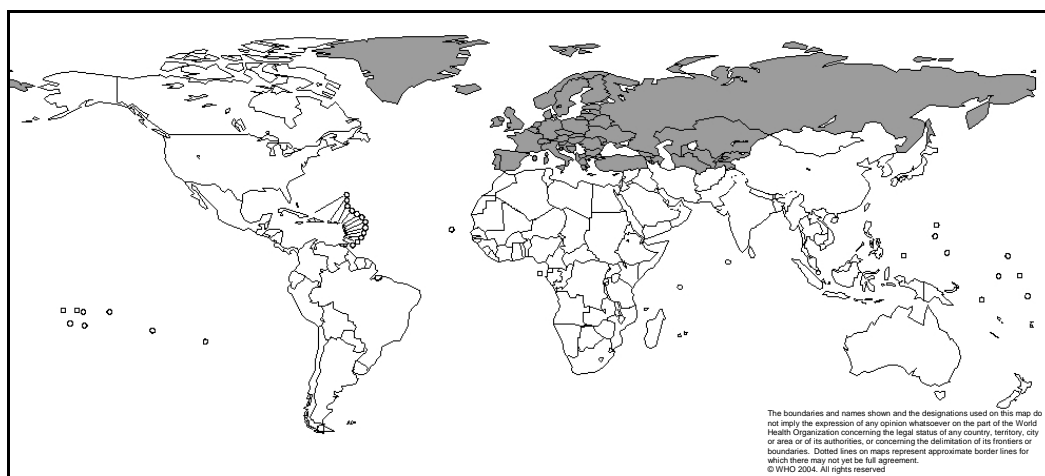 The boundaries and names shown and the designations used on this map do
not imply the expression of any opinion whatsoever on the part of the World
Health Organization concerning the legal status of any country, territory, city
or area or of its authorities, or concerning the delimitation of its frontiers or
boundaries.  Dotted lines on maps represent approximate border lines for
which there may not yet be full agreement.
© WHO 2004. All rights reserved